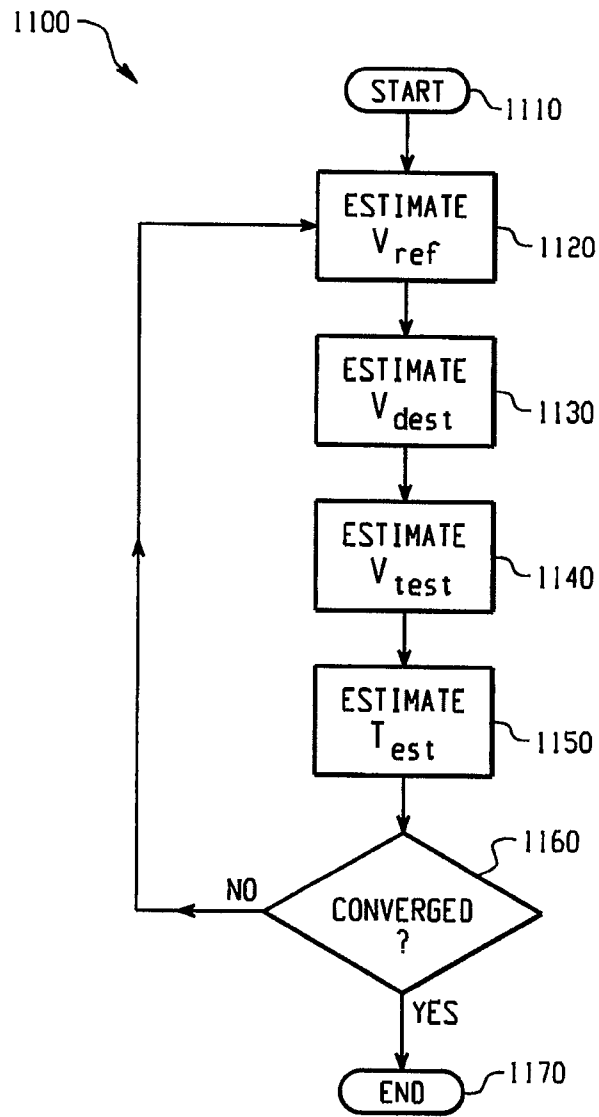 1100
START
1110
ESTIMATE
Vref
1120
ESTIMATE
Vdest
1130
ESTIMATE
Vtest
1140
ESTIMATE
Test
1150
1160
NO
CONVERGED
?
YES
END
1170